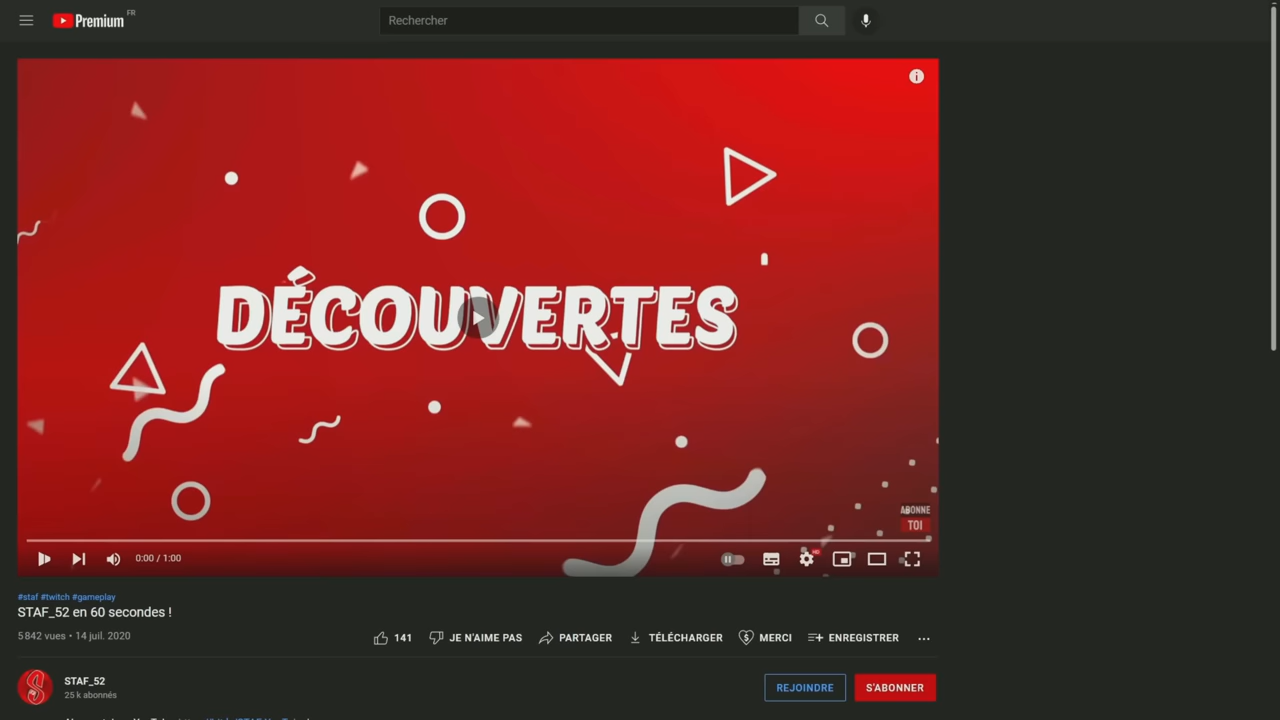 Premium FR
Rechercher
DÉCOUVERTES
ABONNE
TOI
0:00 / 1:00
HD
#staf #twitch #gameplay
STAF_52 en 60 secondes !
5 842 vues • 14 juil. 2020
141 JE N'AIME PAS PARTAGER TÉLÉCHARGER MERCI ENREGISTRER
STAF_52
25 k abonnés
REJOINDRE S'ABONNER